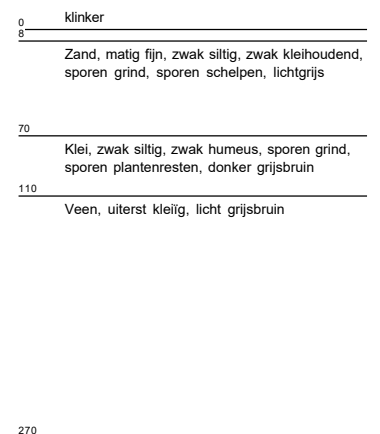 0
klinker
8
Zand, matig fijn, zwak siltig, zwak kleihoudend,
sporen grind, sporen schelpen, lichtgrijs
70
Klei, zwak siltig, zwak humeus, sporen grind,
sporen plantenresten, donker grijsbruin
110
Veen, uiterst kleiïg, licht grijsbruin
270